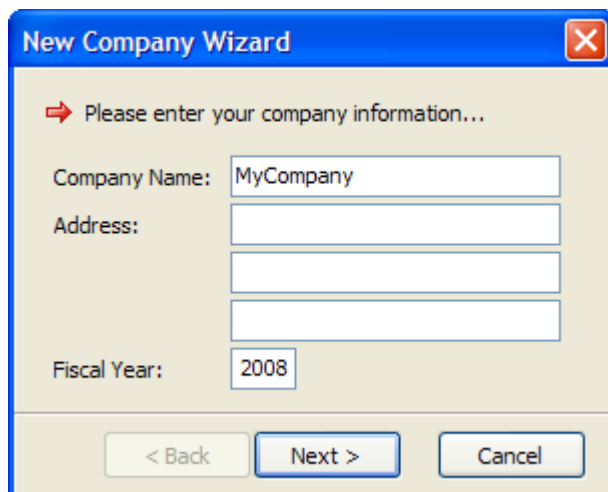 New Company Wizard
Please enter your company information...
Company Name: MyCompany
Address:
Fiscal Year: 2008
< Back Next > Cancel